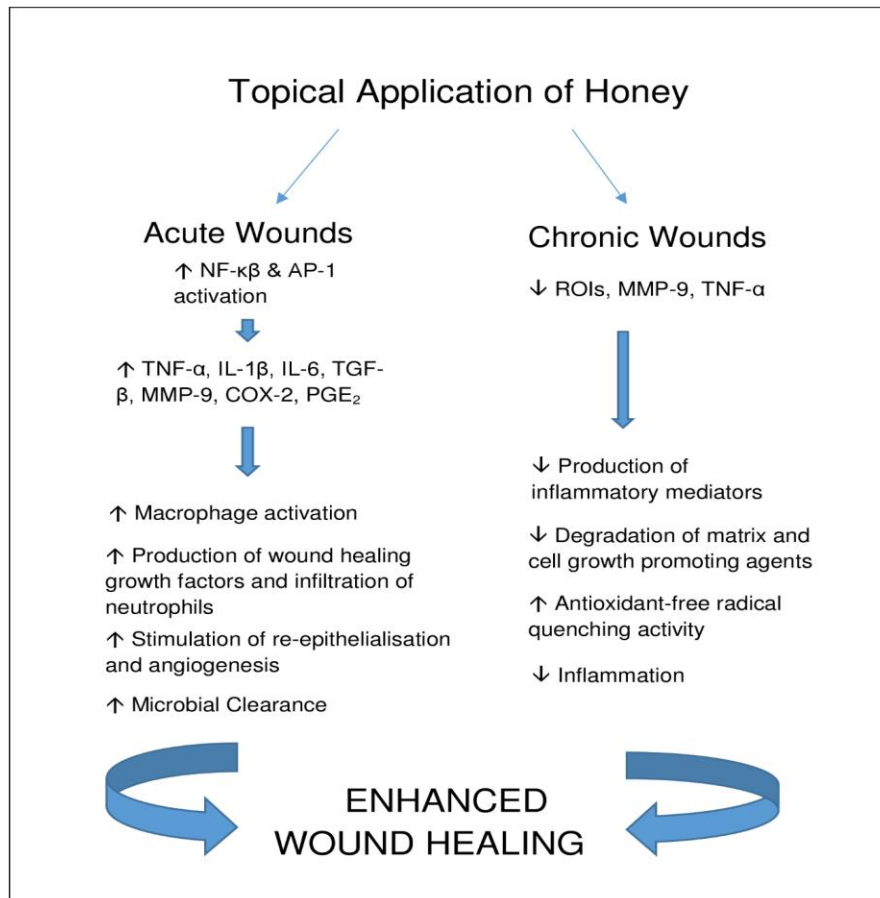 Topical Application of Honey
Acute Wounds
↑ NF-κβ & AP-1
activation
↑ TNF-α, IL-1β, IL-6, TGF-
β, MMP-9, COX-2, PGE₂
↑ Macrophage activation
↑ Production of wound healing
growth factors and infiltration of
neutrophils
↑ Stimulation of re-epithelialisation
and angiogenesis
↑ Microbial Clearance
Chronic Wounds
↓ ROIs, MMP-9, TNF-α
↓ Production of
inflammatory mediators
↓ Degradation of matrix and
cell growth promoting agents
↑ Antioxidant-free radical
quenching activity
↓ Inflammation
ENHANCED
WOUND HEALING